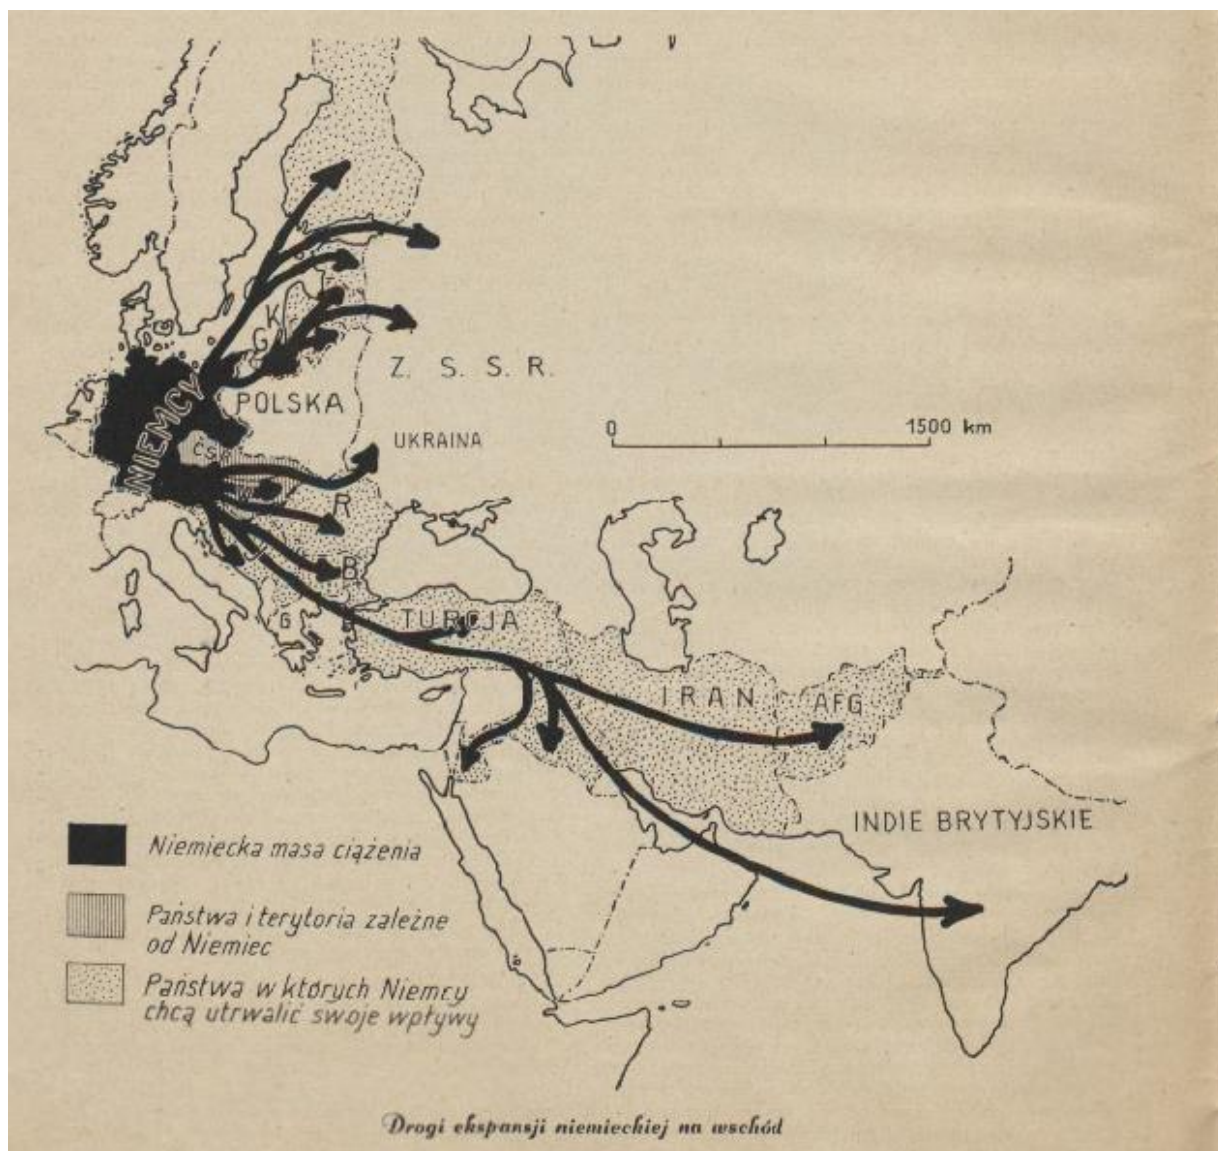 K
G
Z. S. S. R.
NIEMCY
POLSKA
0 1500 km
ČS.
UKRAINA
R
B
G
TURCJA
IRAN
AFG
INDIE BRYTYJSKIE
Niemiecka masa ciążenia
Państwa i terytoria zależne
od Niemiec
Państwa w których Niemcy
chcą utrwalić swoje wpływy
Drogi ekspansji niemieckiej na wschód